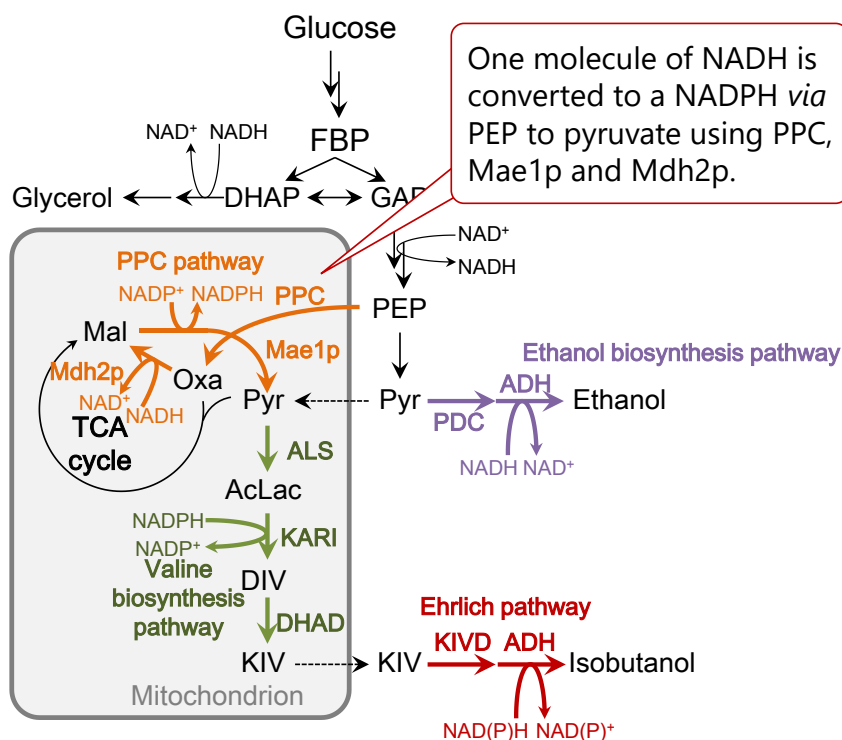 Glucose
One molecule of NADH is
converted to a NADPH via
PEP to pyruvate using PPC,
Mae1p and Mdh2p.
NAD+ NADH
FBP
Glycerol
DHAP
GAP
NAD+
NADH
PPC pathway
NADP+ NADPH
PPC
PEP
Mal
Mae1p
Mdh2p
Oxa
NAD+
NADH
TCA
cycle
Pyr
Pyr
Ethanol biosynthesis pathway
ADH
PDC
Ethanol
NADH NAD+
ALS
AcLac
NADPH
NADP+
KARI
Valine
biosynthesis
pathway
DIV
DHAD
KIV
Mitochondrion
KIV
Ehrlich pathway
KIVD ADH
Isobutanol
NAD(P)H NAD(P)+